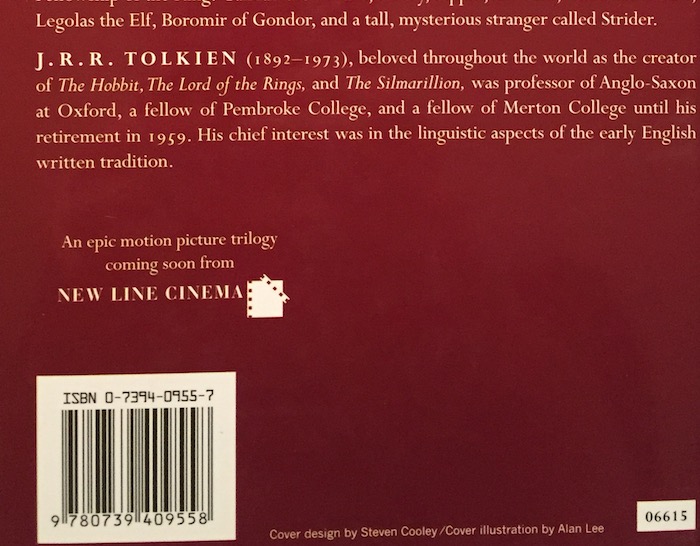 Legolas the Elf, Boromir of Gondor, and a tall, mysterious stranger called Strider.
J.R.R. TOLKIEN (1892–1973), beloved throughout the world as the creator
of The Hobbit, The Lord of the Rings, and The Silmarillion, was professor of Anglo-Saxon
at Oxford, a fellow of Pembroke College, and a fellow of Merton College until his
retirement in 1959. His chief interest was in the linguistic aspects of the early English
written tradition.
An epic motion picture trilogy
coming soon from
NEW LINE CINEMA
ISBN 0-7394-0955-7
9 780739 409558
06615
Cover design by Steven Cooley/Cover illustration by Alan Lee